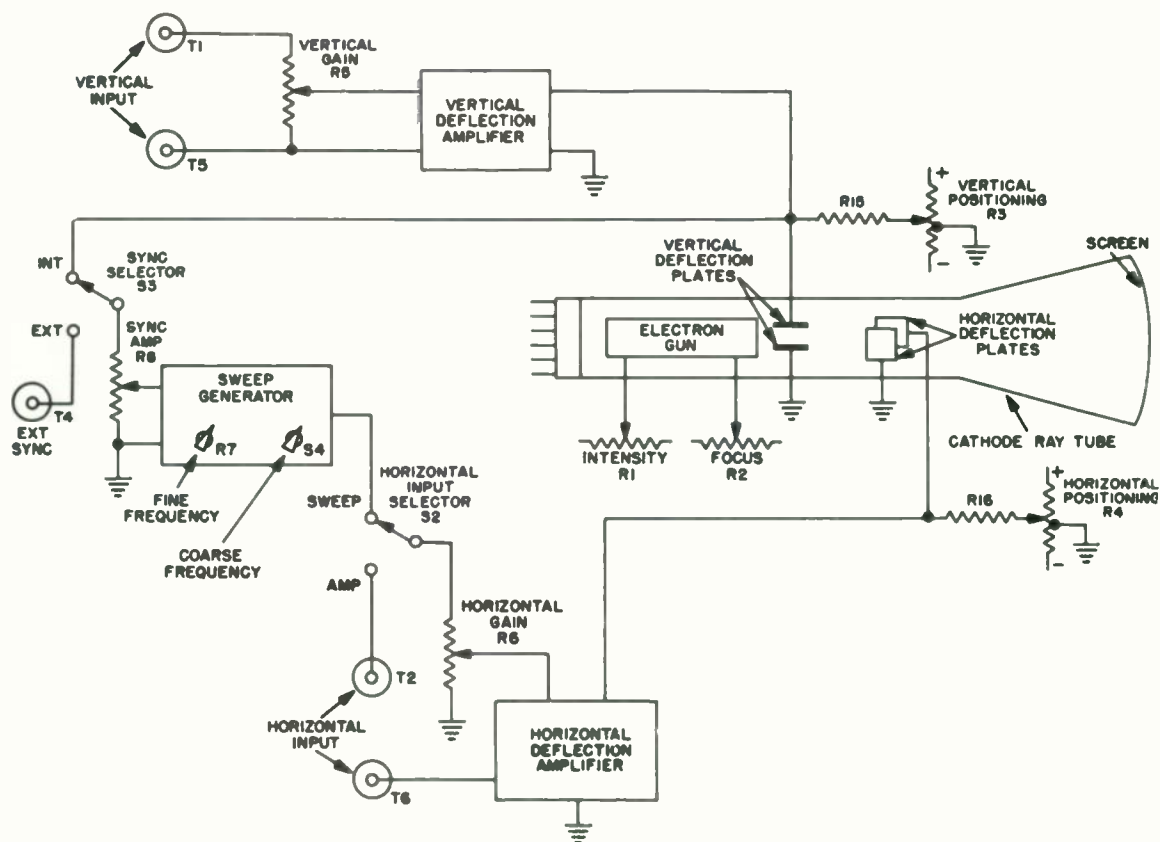 T1
VERTICAL
INPUT
T5
VERTICAL
GAIN
R5
VERTICAL
DEFLECTION
AMPLIFIER
R15
+
VERTICAL
POSITIONING
R3
-
SCREEN
INT
SYNC
SELECTOR
S3
EXT
SYNC
AMP
R8
T4
EXT
SYNC
SWEEP
GENERATOR
R7
S4
FINE
FREQUENCY
COARSE
FREQUENCY
VERTICAL
DEFLECTION
PLATES
ELECTRON
GUN
HORIZONTAL
DEFLECTION
PLATES
INTENSITY
R1
FOCUS
R2
CATHODE RAY TUBE
R16
+
HORIZONTAL
POSITIONING
R4
-
SWEEP
HORIZONTAL
INPUT
SELECTOR
S2
AMP
HORIZONTAL
GAIN
R6
T2
HORIZONTAL
INPUT
T6
HORIZONTAL
DEFLECTION
AMPLIFIER